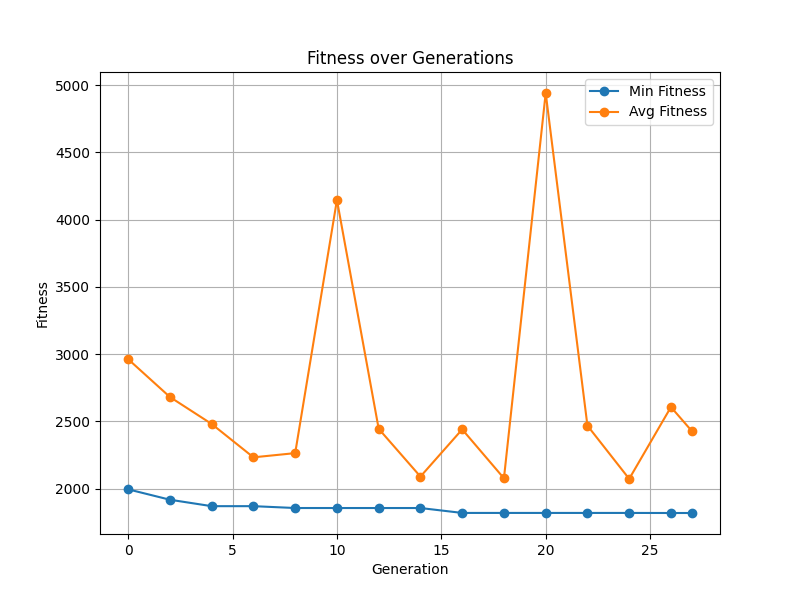 Fitness over Generations
Min Fitness
Avg Fitness
5000
4500
4000
3500
3000
2500
2000
Fitness
0 5 10 15 20 25
Generation